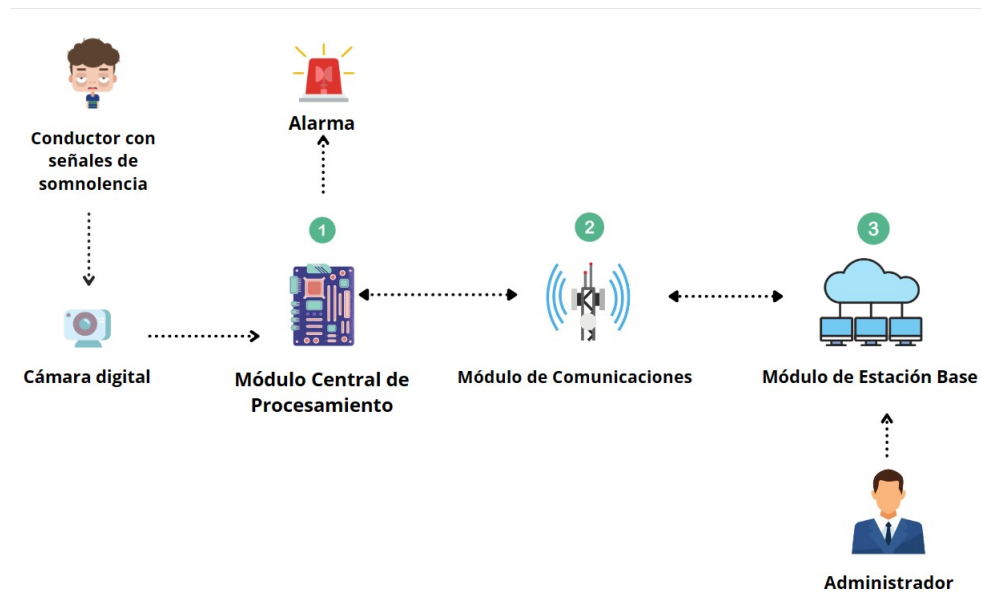 Conductor con
señales de
somnolencia
Alarma
1
2
3
Cámara digital
Módulo Central de
Procesamiento
Módulo de Comunicaciones
Módulo de Estación Base
Administrador